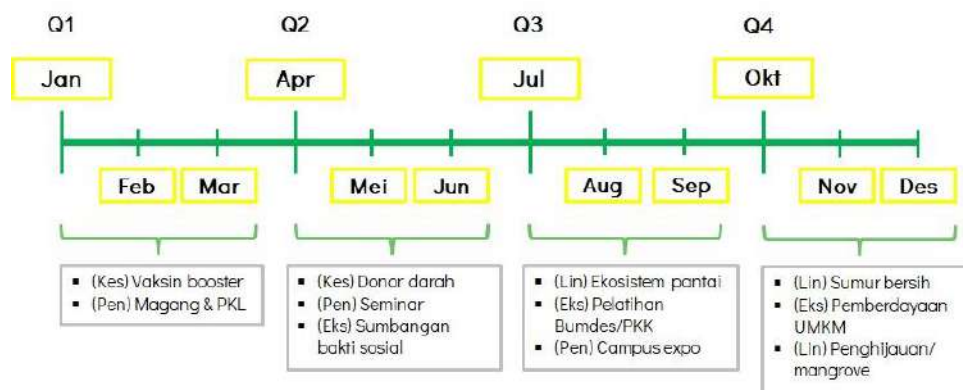 Q1 Q2 Q3 Q4
Jan Apr Jul Okt
Feb Mar Mei Jun Aug Sep Nov Des
▪ (Kes) Vaksin booster
▪ (Pen) Magang & PKL
▪ (Kes) Donor darah
▪ (Pen) Seminar
▪ (Eks) Sumbangan
bakti sosial
▪ (Lin) Ekosistem pantai
▪ (Eks) Pelatihan
Bumdes/PKK
▪ (Pen) Campus expo
▪ (Lin) Sumur bersih
▪ (Eks) Pemberdayaan
UMKM
▪ (Lin) Penghijauan/
mangrove